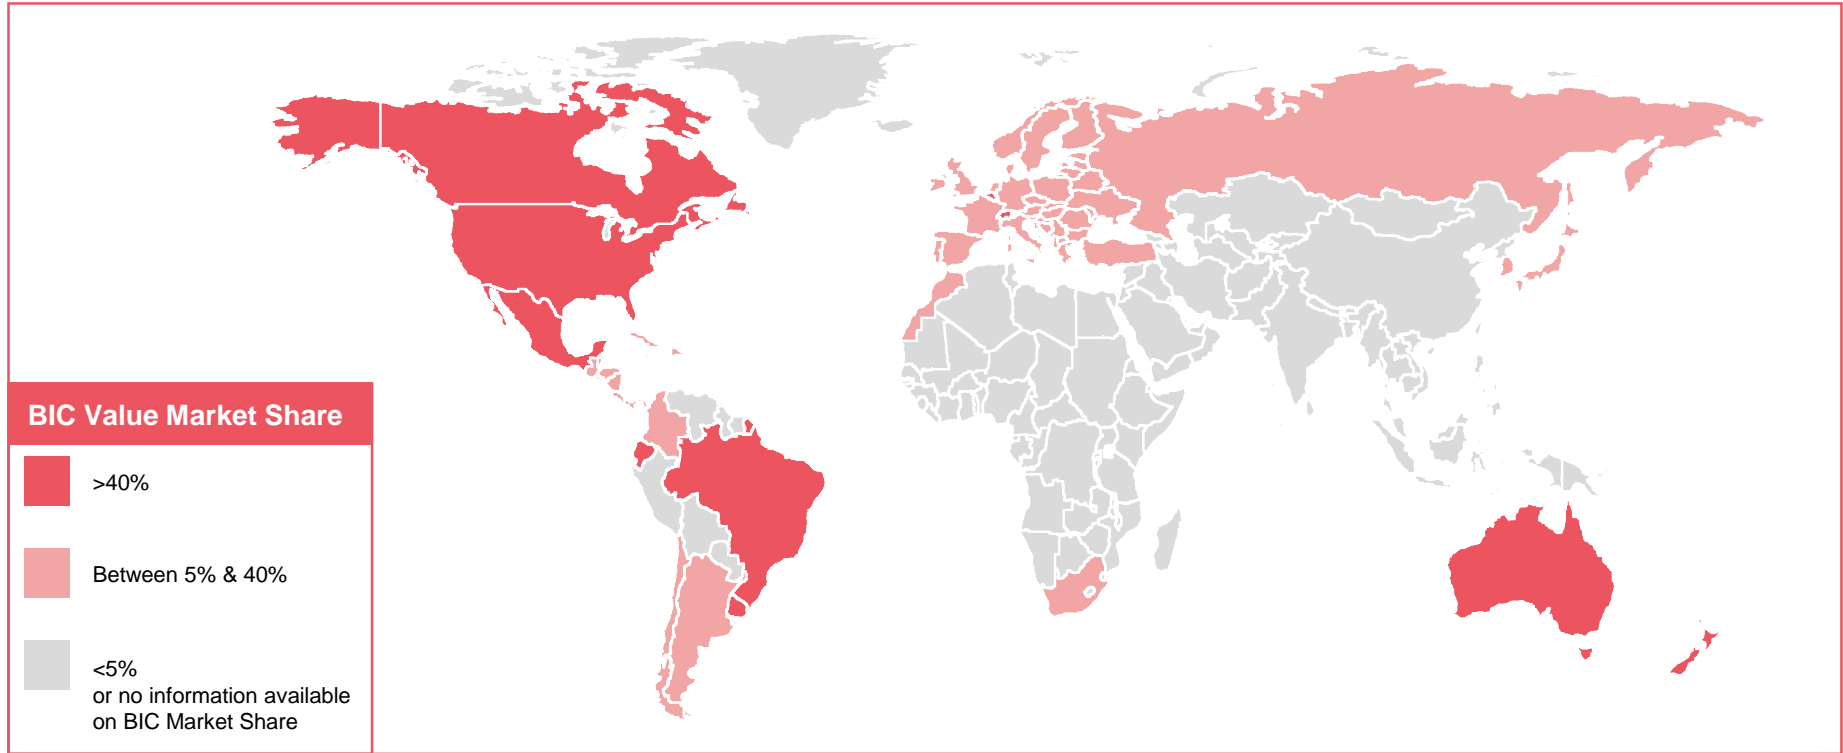 BIC Value Market Share
>40%
Between 5% & 40%
<5%
or no information available
on BIC Market Share